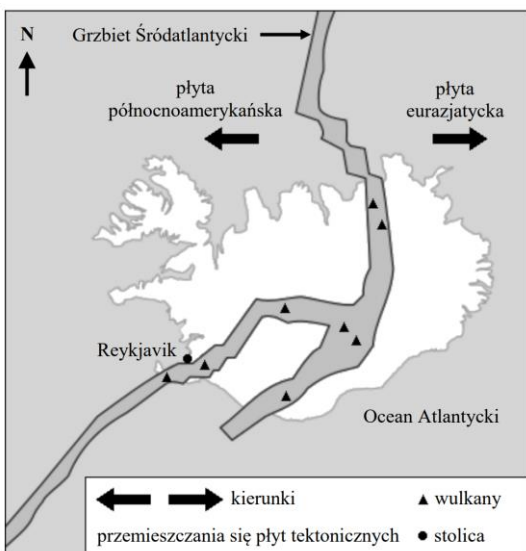 Grzbiet Śródatlantycki
N
płyta
północnoamerykańska
płyta
eurazjatycka
Reykjavik
Ocean Atlantycki
kierunki
przemieszczania się płyt tektonicznych
wulkany
stolica